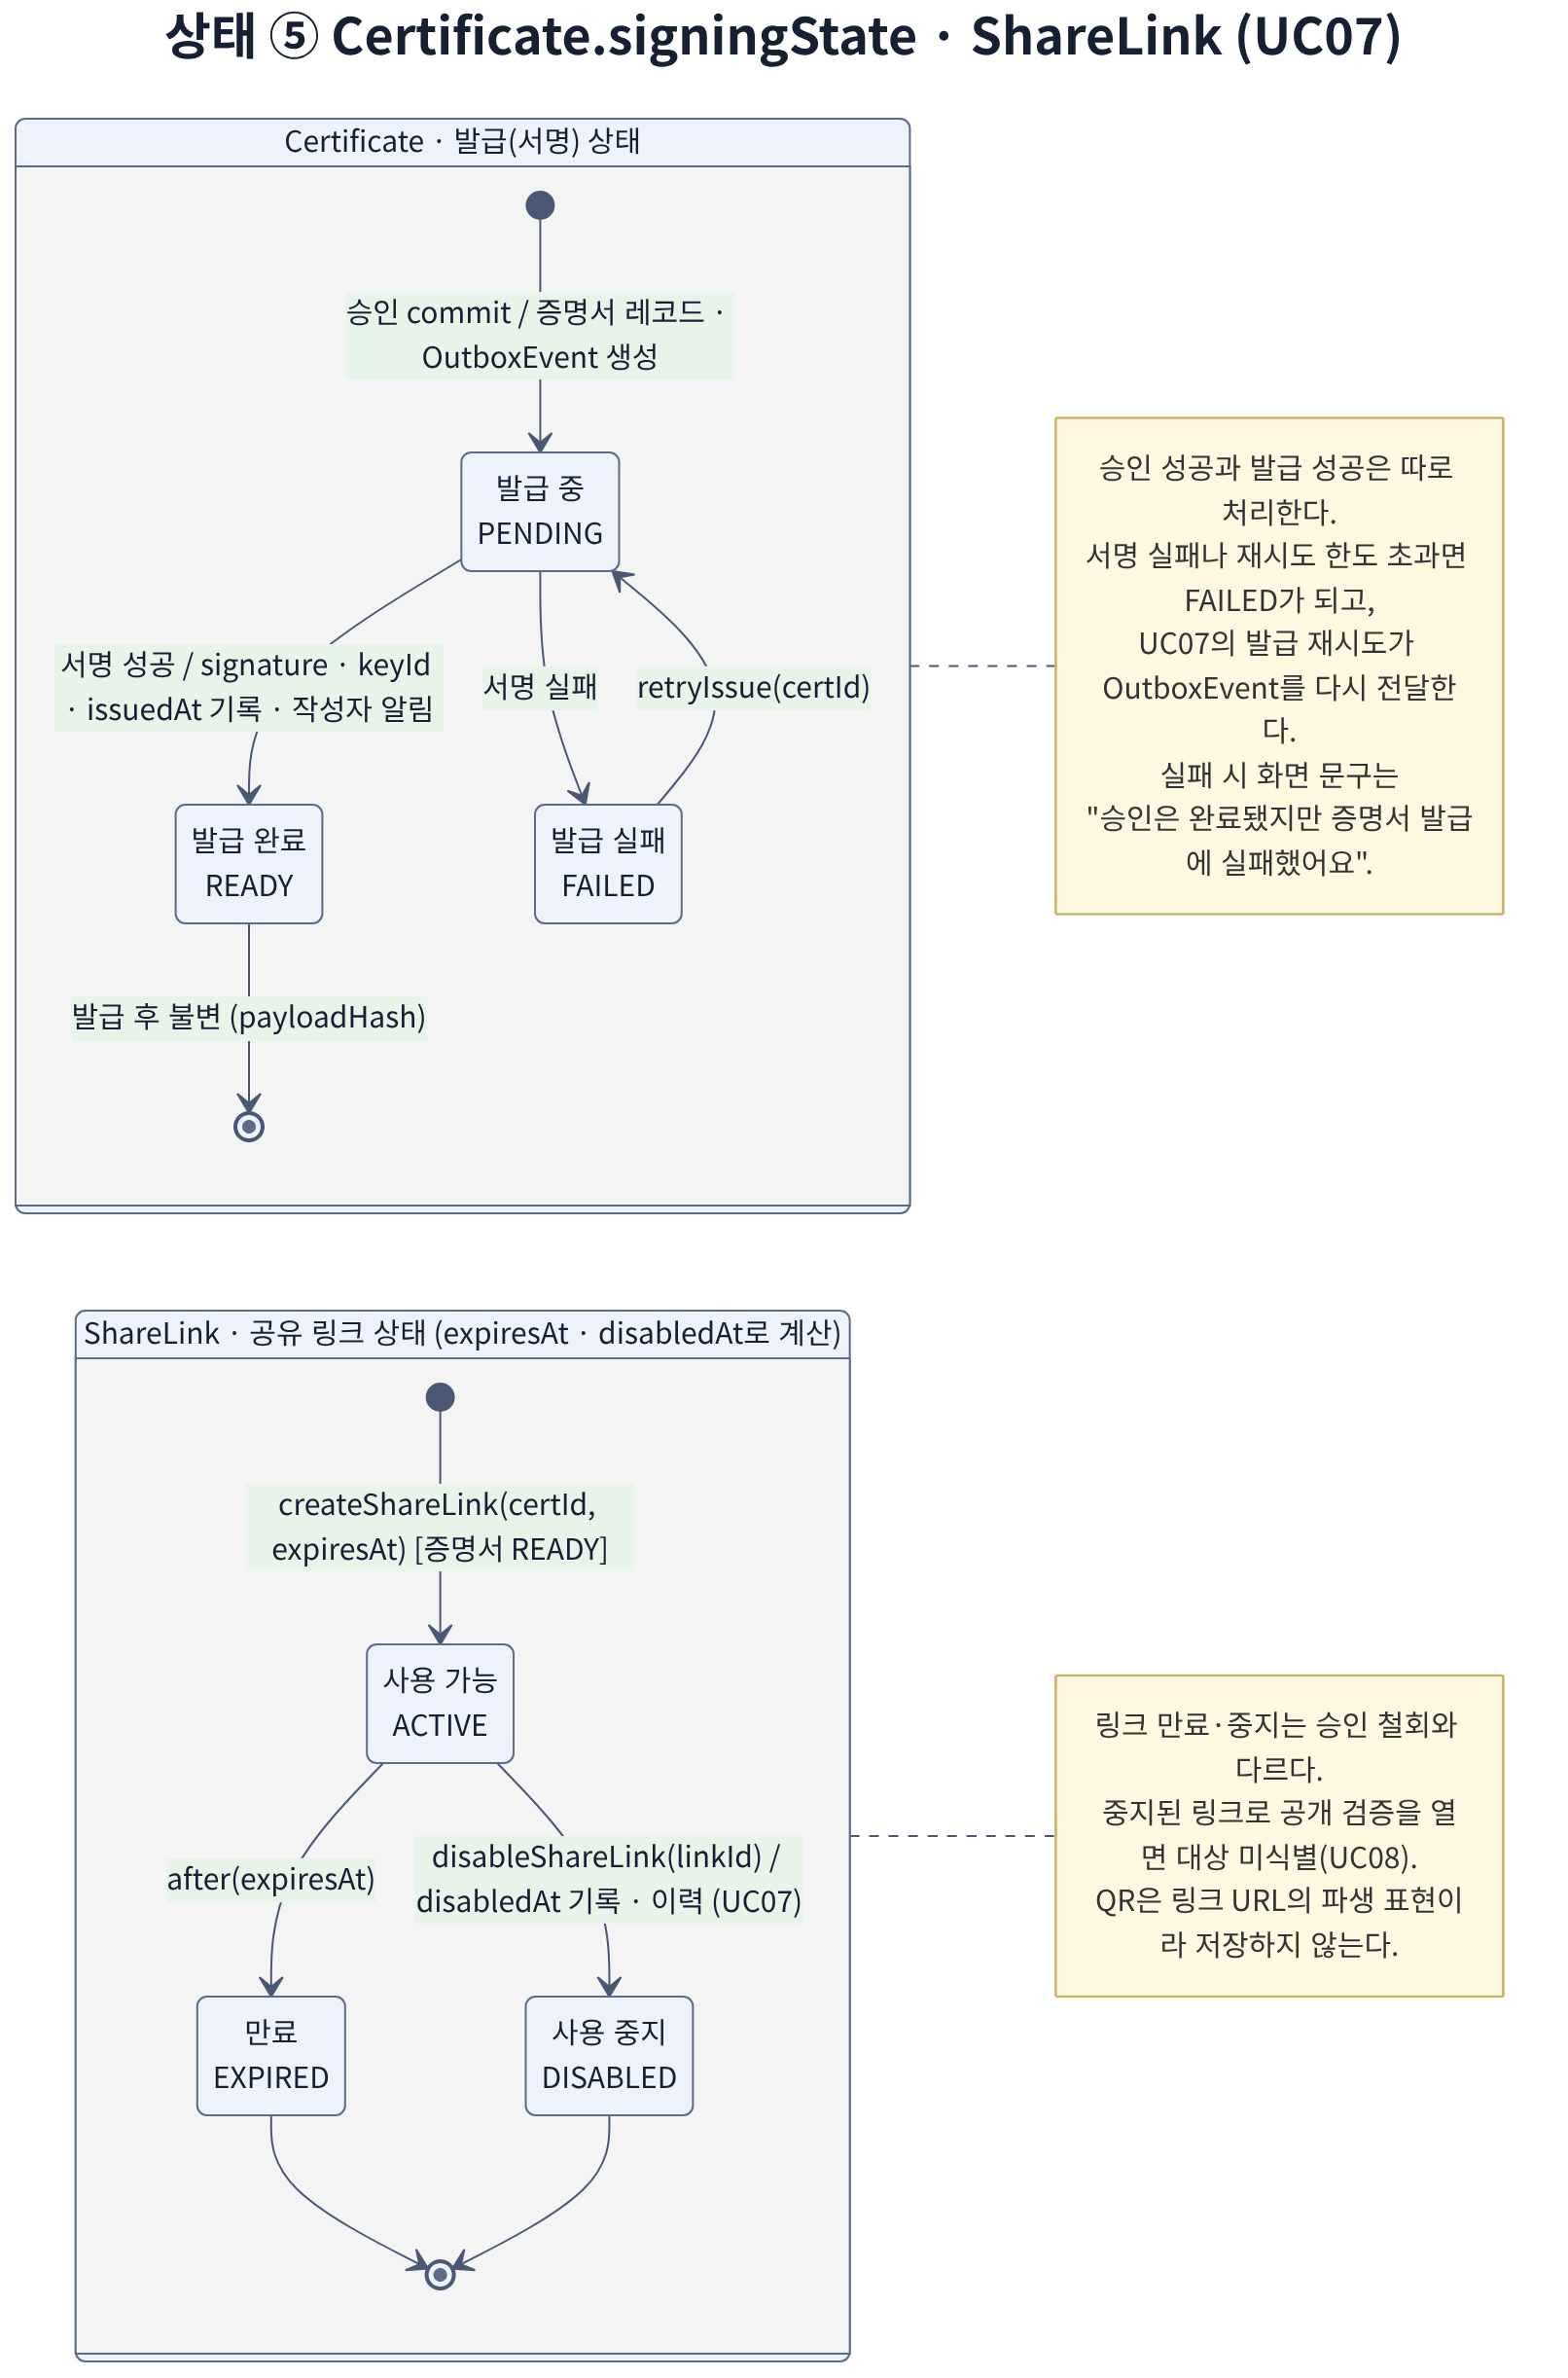 상태 ⑤ Certificate.signingState · ShareLink (UC07)
Certificate · 발급(서명) 상태
승인 commit / 증명서 레코드 ·
OutboxEvent 생성
발급 중
PENDING
서명 성공 / signature · keyId
· issuedAt 기록 · 작성자 알림
서명 실패
retryIssue(certId)
발급 완료
READY
발급 실패
FAILED
발급 후 불변 (payloadHash)
승인 성공과 발급 성공은 따로
처리한다.
서명 실패나 재시도 한도 초과면
FAILED가 되고,
UC07의 발급 재시도가
OutboxEvent를 다시 전달한
다.
실패 시 화면 문구는
"승인은 완료됐지만 증명서 발급
에 실패했어요".
ShareLink · 공유 링크 상태 (expiresAt · disabledAt로 계산)
createShareLink(certId,
expiresAt) [증명서 READY]
사용 가능
ACTIVE
after(expiresAt)
disableShareLink(linkId) /
disabledAt 기록 · 이력 (UC07)
만료
EXPIRED
사용 중지
DISABLED
링크 만료·중지는 승인 철회와
다르다.
중지된 링크로 공개 검증을 열
면 대상 미식별(UC08).
QR은 링크 URL의 파생 표현이
라 저장하지 않는다.